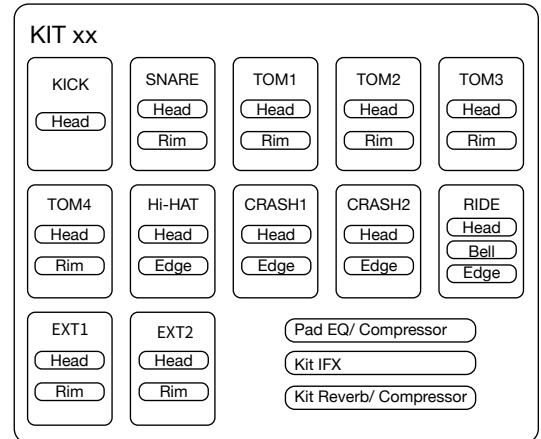 KIT xx
KICK
Head
SNARE
Head
Rim
TOM1
Head
Rim
TOM2
Head
Rim
TOM3
Head
Rim
TOM4
Head
Rim
Hi-HAT
Head
Edge
CRASH1
Head
Edge
CRASH2
Head
Edge
RIDE
Head
Bell
Edge
EXT1
Head
Rim
EXT2
Head
Rim
Pad EQ/ Compressor
Kit IFX
Kit Reverb/ Compressor